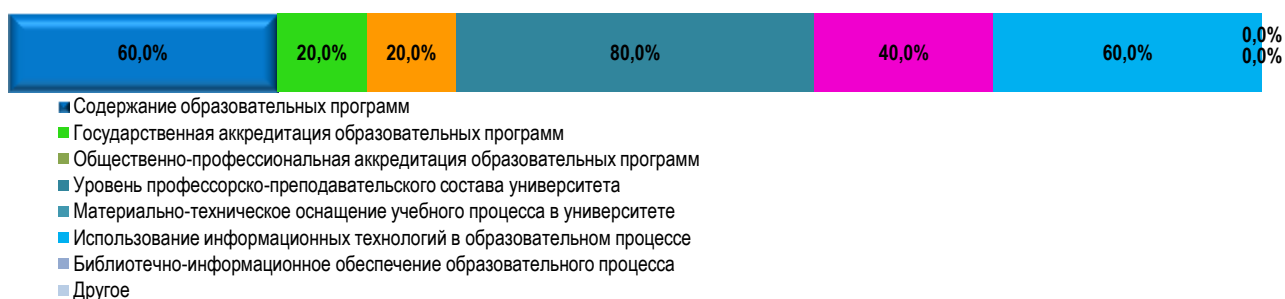 60,0% 20,0% 20,0% 80,0% 40,0% 60,0% 0,0%
0,0%
Содержание образовательных программ
Государственная аккредитация образовательных программ
Общественно-профессиональная аккредитация образовательных программ
Уровень профессорско-преподавательского состава университета
Материально-техническое оснащение учебного процесса в университете
Использование информационных технологий в образовательном процессе
Библиотечно-информационное обеспечение образовательного процесса
Другое